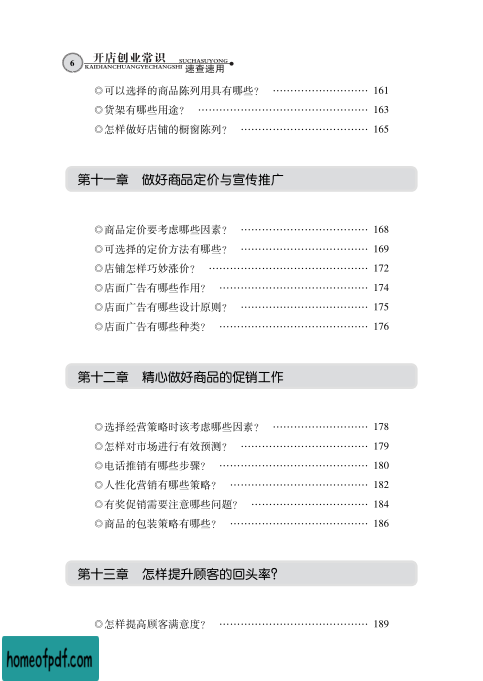 6
开店创业常识 SUCHASUYONG
KAIDIANCHUANGYECHANGSHI 速查速用
◎可以选择的商品陈列用具有哪些? ………………………… 161
◎货架有哪些用途? ……………………………………………… 163
◎怎样做好店铺的橱窗陈列? ………………………………… 165
第十一章 做好商品定价与宣传推广
◎商品定价要考虑哪些因素? ………………………………… 168
◎可选择的定价方法有哪些? ………………………………… 169
◎店铺怎样巧妙涨价? ………………………………………… 172
◎店面广告有哪些作用? ……………………………………… 174
◎店面广告有哪些设计原则? ………………………………… 175
◎店面广告有哪些种类? ……………………………………… 176
第十二章 精心做好商品的促销工作
◎选择经营策略时该考虑哪些因素? ………………………… 178
◎怎样对市场进行有效预测? ………………………………… 179
◎电话推销有哪些步骤? ……………………………………… 180
◎人性化营销有哪些策略? …………………………………… 182
◎有奖促销需要注意哪些问题? ……………………………… 184
◎商品的包装策略有哪些? …………………………………… 186
第十三章 怎样提升顾客的回头率?
◎怎样提高顾客满意度? ……………………………………… 189
homeofpdf.com